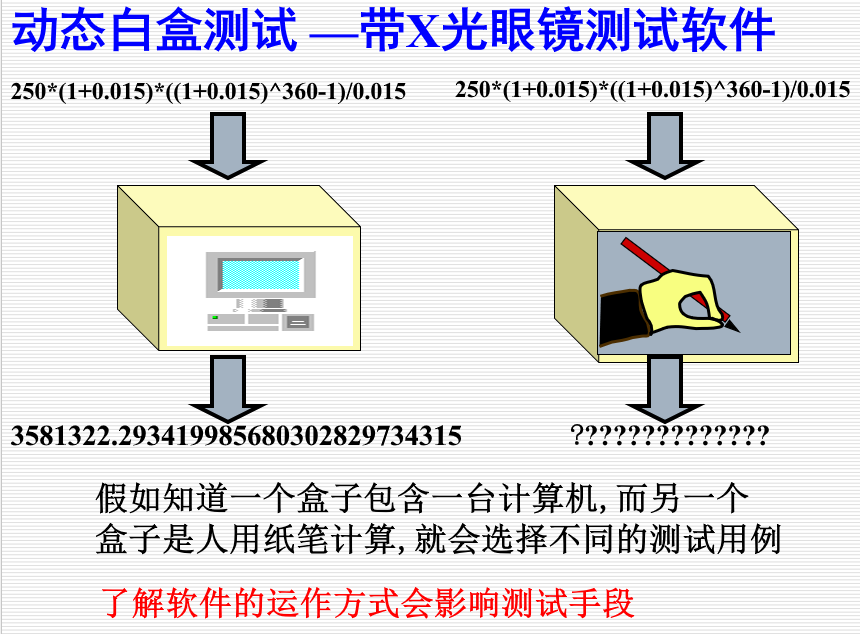 动态白盒测试 —带X光眼镜测试软件
250*(1+0.015)*((1+0.015)^360-1)/0.015
250*(1+0.015)*((1+0.015)^360-1)/0.015
3581322.293419985680302829734315
??????????????
假如知道一个盒子包含一台计算机,而另一个
盒子是人用纸笔计算,就会选择不同的测试用例
了解软件的运作方式会影响测试手段